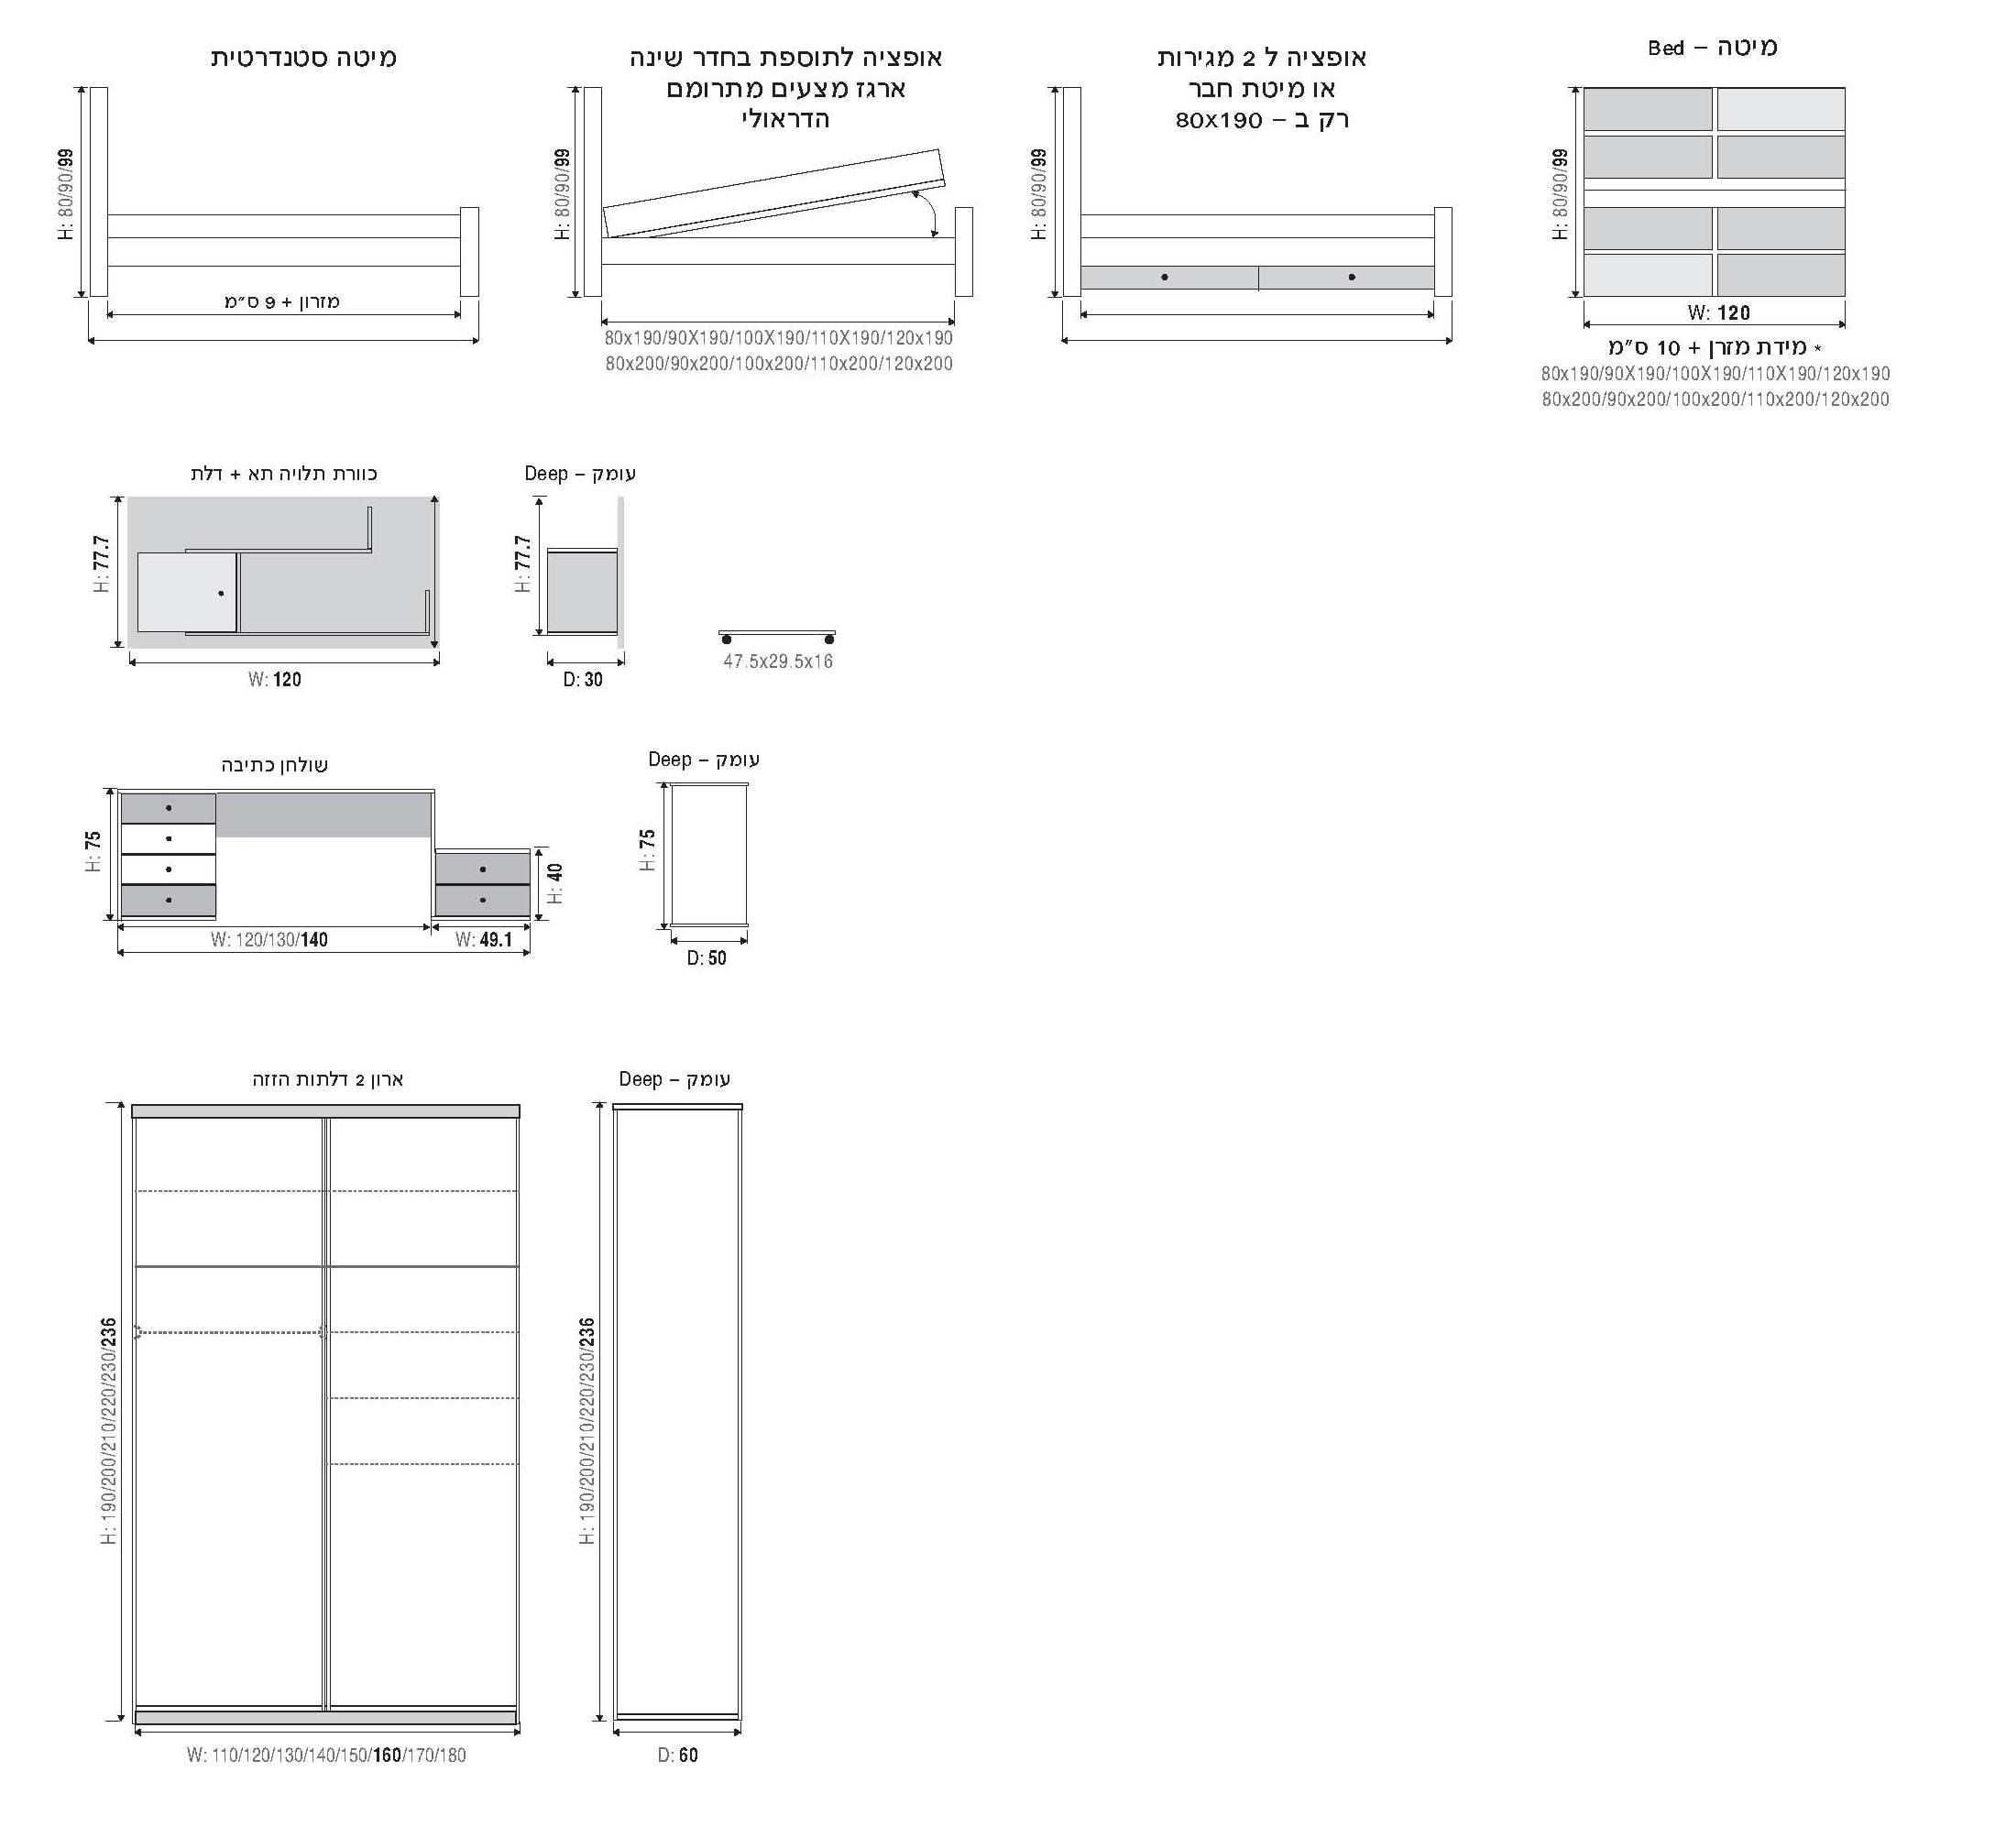 מיטה סטנדרטית
H: 80/90/99
מזרון + 9 ס"מ
אופציה לתוספת בחדר שינה
ארגז מצעים מתרומם
הדראולי
H: 80/90/99
80x190/90X190/100X190/110X190/120x190
80x200/90x200/100x200/110x200/120x200
אופציה ל 2 מגירות
או מיטת חבר
רק ב – 80X190
H: 80/90/99
מיטה – Bed
H: 80/90/99
W: 120
* מידת מזרן + 10 ס"מ
80x190/90X190/100X190/110X190/120x190
80x200/90x200/100x200/110x200/120x200
כוורת תלויה תא + דלת
H: 77.7
W: 120
עומק – Deep
H: 77.7
D: 30
47.5x29.5x16
שולחן כתיבה
H: 75
H: 40
W: 120/130/140
W: 49.1
עומק – Deep
H: 75
D: 50
ארון 2 דלתות הזזה
H: 190/200/210/220/230/236
W: 110/120/130/140/150/160/170/180
עומק – Deep
H: 190/200/210/220/230/236
D: 60